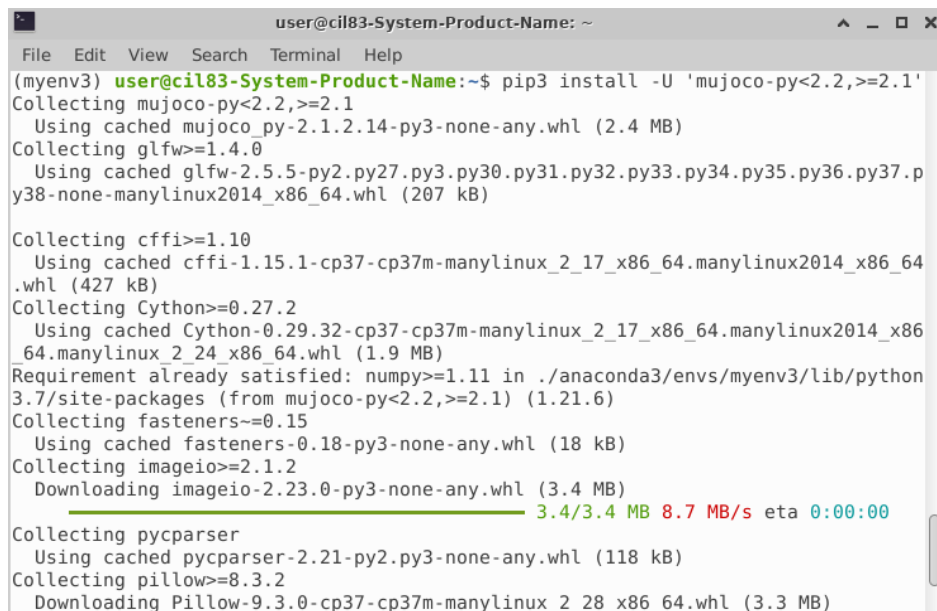 user@cil83-System-Product-Name: ~
File Edit View Search Terminal Help
(myenv3) user@cil83-System-Product-Name:~$ pip3 install -U 'mujoco-py<2.2,>=2.1'
Collecting mujoco-py<2.2,>=2.1
  Using cached mujoco_py-2.1.2.14-py3-none-any.whl (2.4 MB)
Collecting glfw>=1.4.0
  Using cached glfw-2.5.5-py2.py27.py3.py30.py31.py32.py33.py34.py35.py36.py37.p
y38-none-manylinux2014_x86_64.whl (207 kB)
Collecting cffi>=1.10
  Using cached cffi-1.15.1-cp37-cp37m-manylinux_2_17_x86_64.manylinux2014_x86_64
.whl (427 kB)
Collecting Cython>=0.27.2
  Using cached Cython-0.29.32-cp37-cp37m-manylinux_2_17_x86_64.manylinux2014_x86
_64.manylinux_2_24_x86_64.whl (1.9 MB)
Requirement already satisfied: numpy>=1.11 in ./anaconda3/envs/myenv3/lib/python
3.7/site-packages (from mujoco-py<2.2,>=2.1) (1.21.6)
Collecting fasteners~=0.15
  Using cached fasteners-0.18-py3-none-any.whl (18 kB)
Collecting imageio>=2.1.2
  Downloading imageio-2.23.0-py3-none-any.whl (3.4 MB)
3.4/3.4 MB 8.7 MB/s eta 0:00:00
Collecting pycparser
  Using cached pycparser-2.21-py2.py3-none-any.whl (118 kB)
Collecting pillow>=8.3.2
  Downloading Pillow-9.3.0-cp37-cp37m-manylinux_2_28_x86_64.whl (3.3 MB)